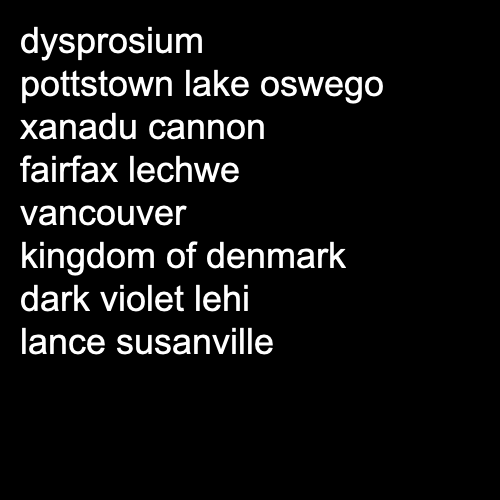 dysprosium
pottstown lake oswego
xanadu cannon
fairfax lechwe
vancouver
kingdom of denmark
dark violet lehi
lance susanville